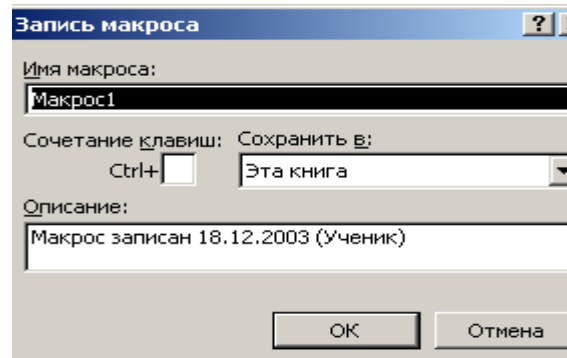 Запись макроса
Имя макроса:
Макрос1
Сочетание клавиш: Сохранить в:
Ctrl+ Эта книга
Описание:
Макрос записан 18.12.2003 (Ученик)
OK Отмена